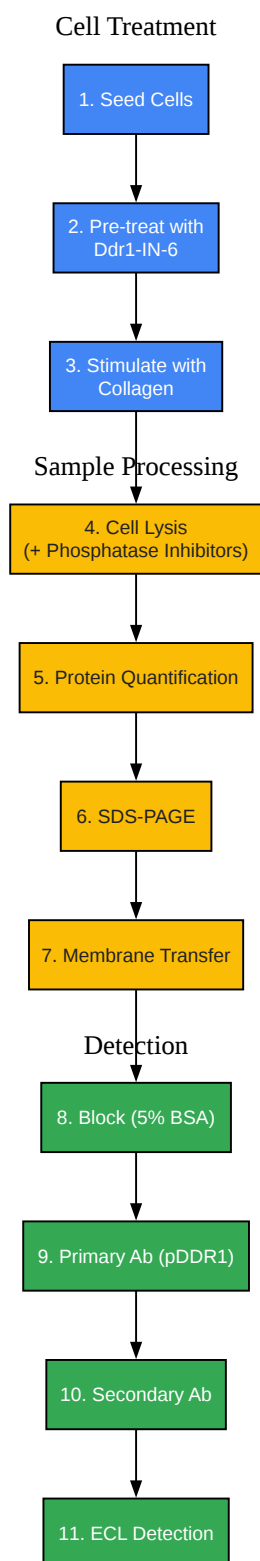 Cell Treatment
1. Seed Cells
2. Pre-treat with
Ddr1-IN-6
3. Stimulate with
Collagen
Sample Processing
4. Cell Lysis
(+ Phosphatase Inhibitors)
5. Protein Quantification
6. SDS-PAGE
7. Membrane Transfer
Detection
8. Block (5% BSA)
9. Primary Ab (pDDR1)
10. Secondary Ab
11. ECL Detection